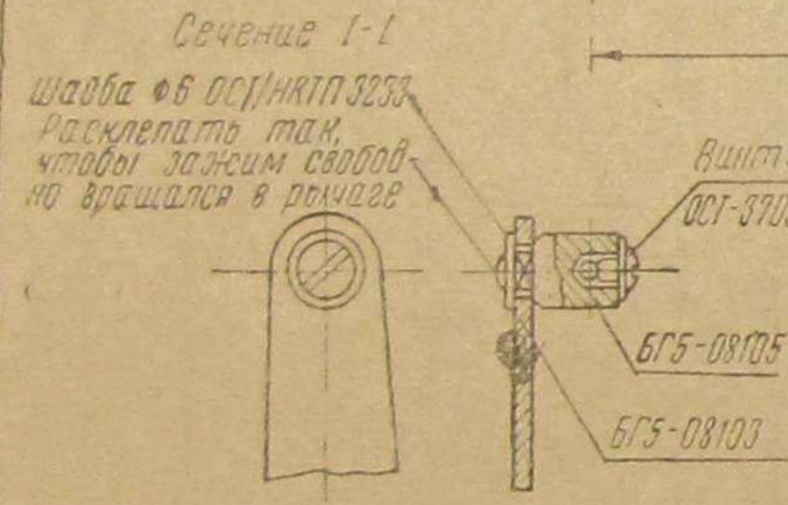 Сечение I-I
шайба ф6 ОСТ/НКТП 3233
Расклепать так,
чтобы зажим свобод-
но вращался в рычаге
Винт
ОСТ-370
БГ5-08105
БГ5-08103